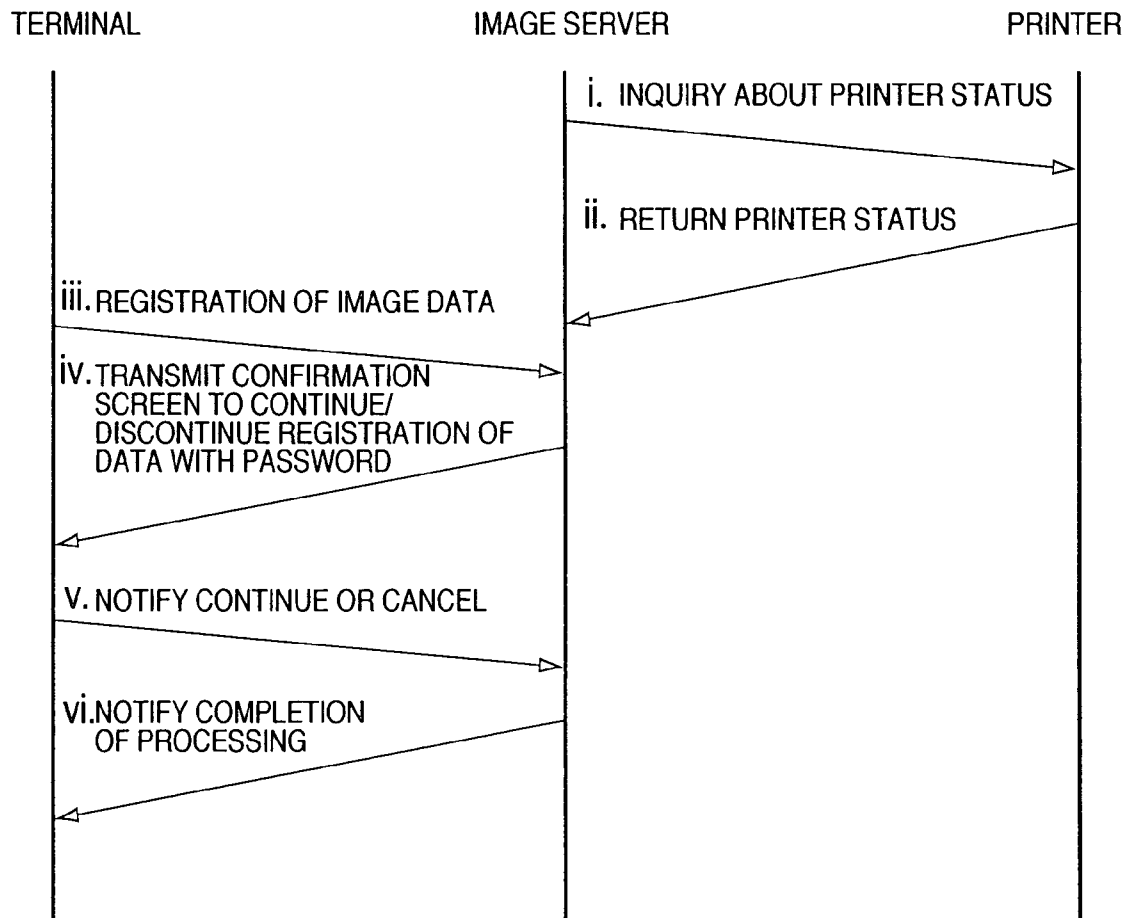 TERMINAL
IMAGE SERVER
PRINTER
i. INQUIRY ABOUT PRINTER STATUS
ii. RETURN PRINTER STATUS
iii. REGISTRATION OF IMAGE DATA
iv. TRANSMIT CONFIRMATION
SCREEN TO CONTINUE/
DISCONTINUE REGISTRATION OF
DATA WITH PASSWORD
v. NOTIFY CONTINUE OR CANCEL
vi. NOTIFY COMPLETION
OF PROCESSING